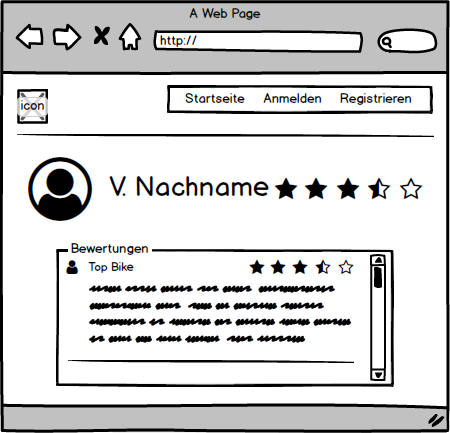 A Web Page
http://
icon
Startseite Anmelden Registrieren
V. Nachname
Bewertungen
Top Bike